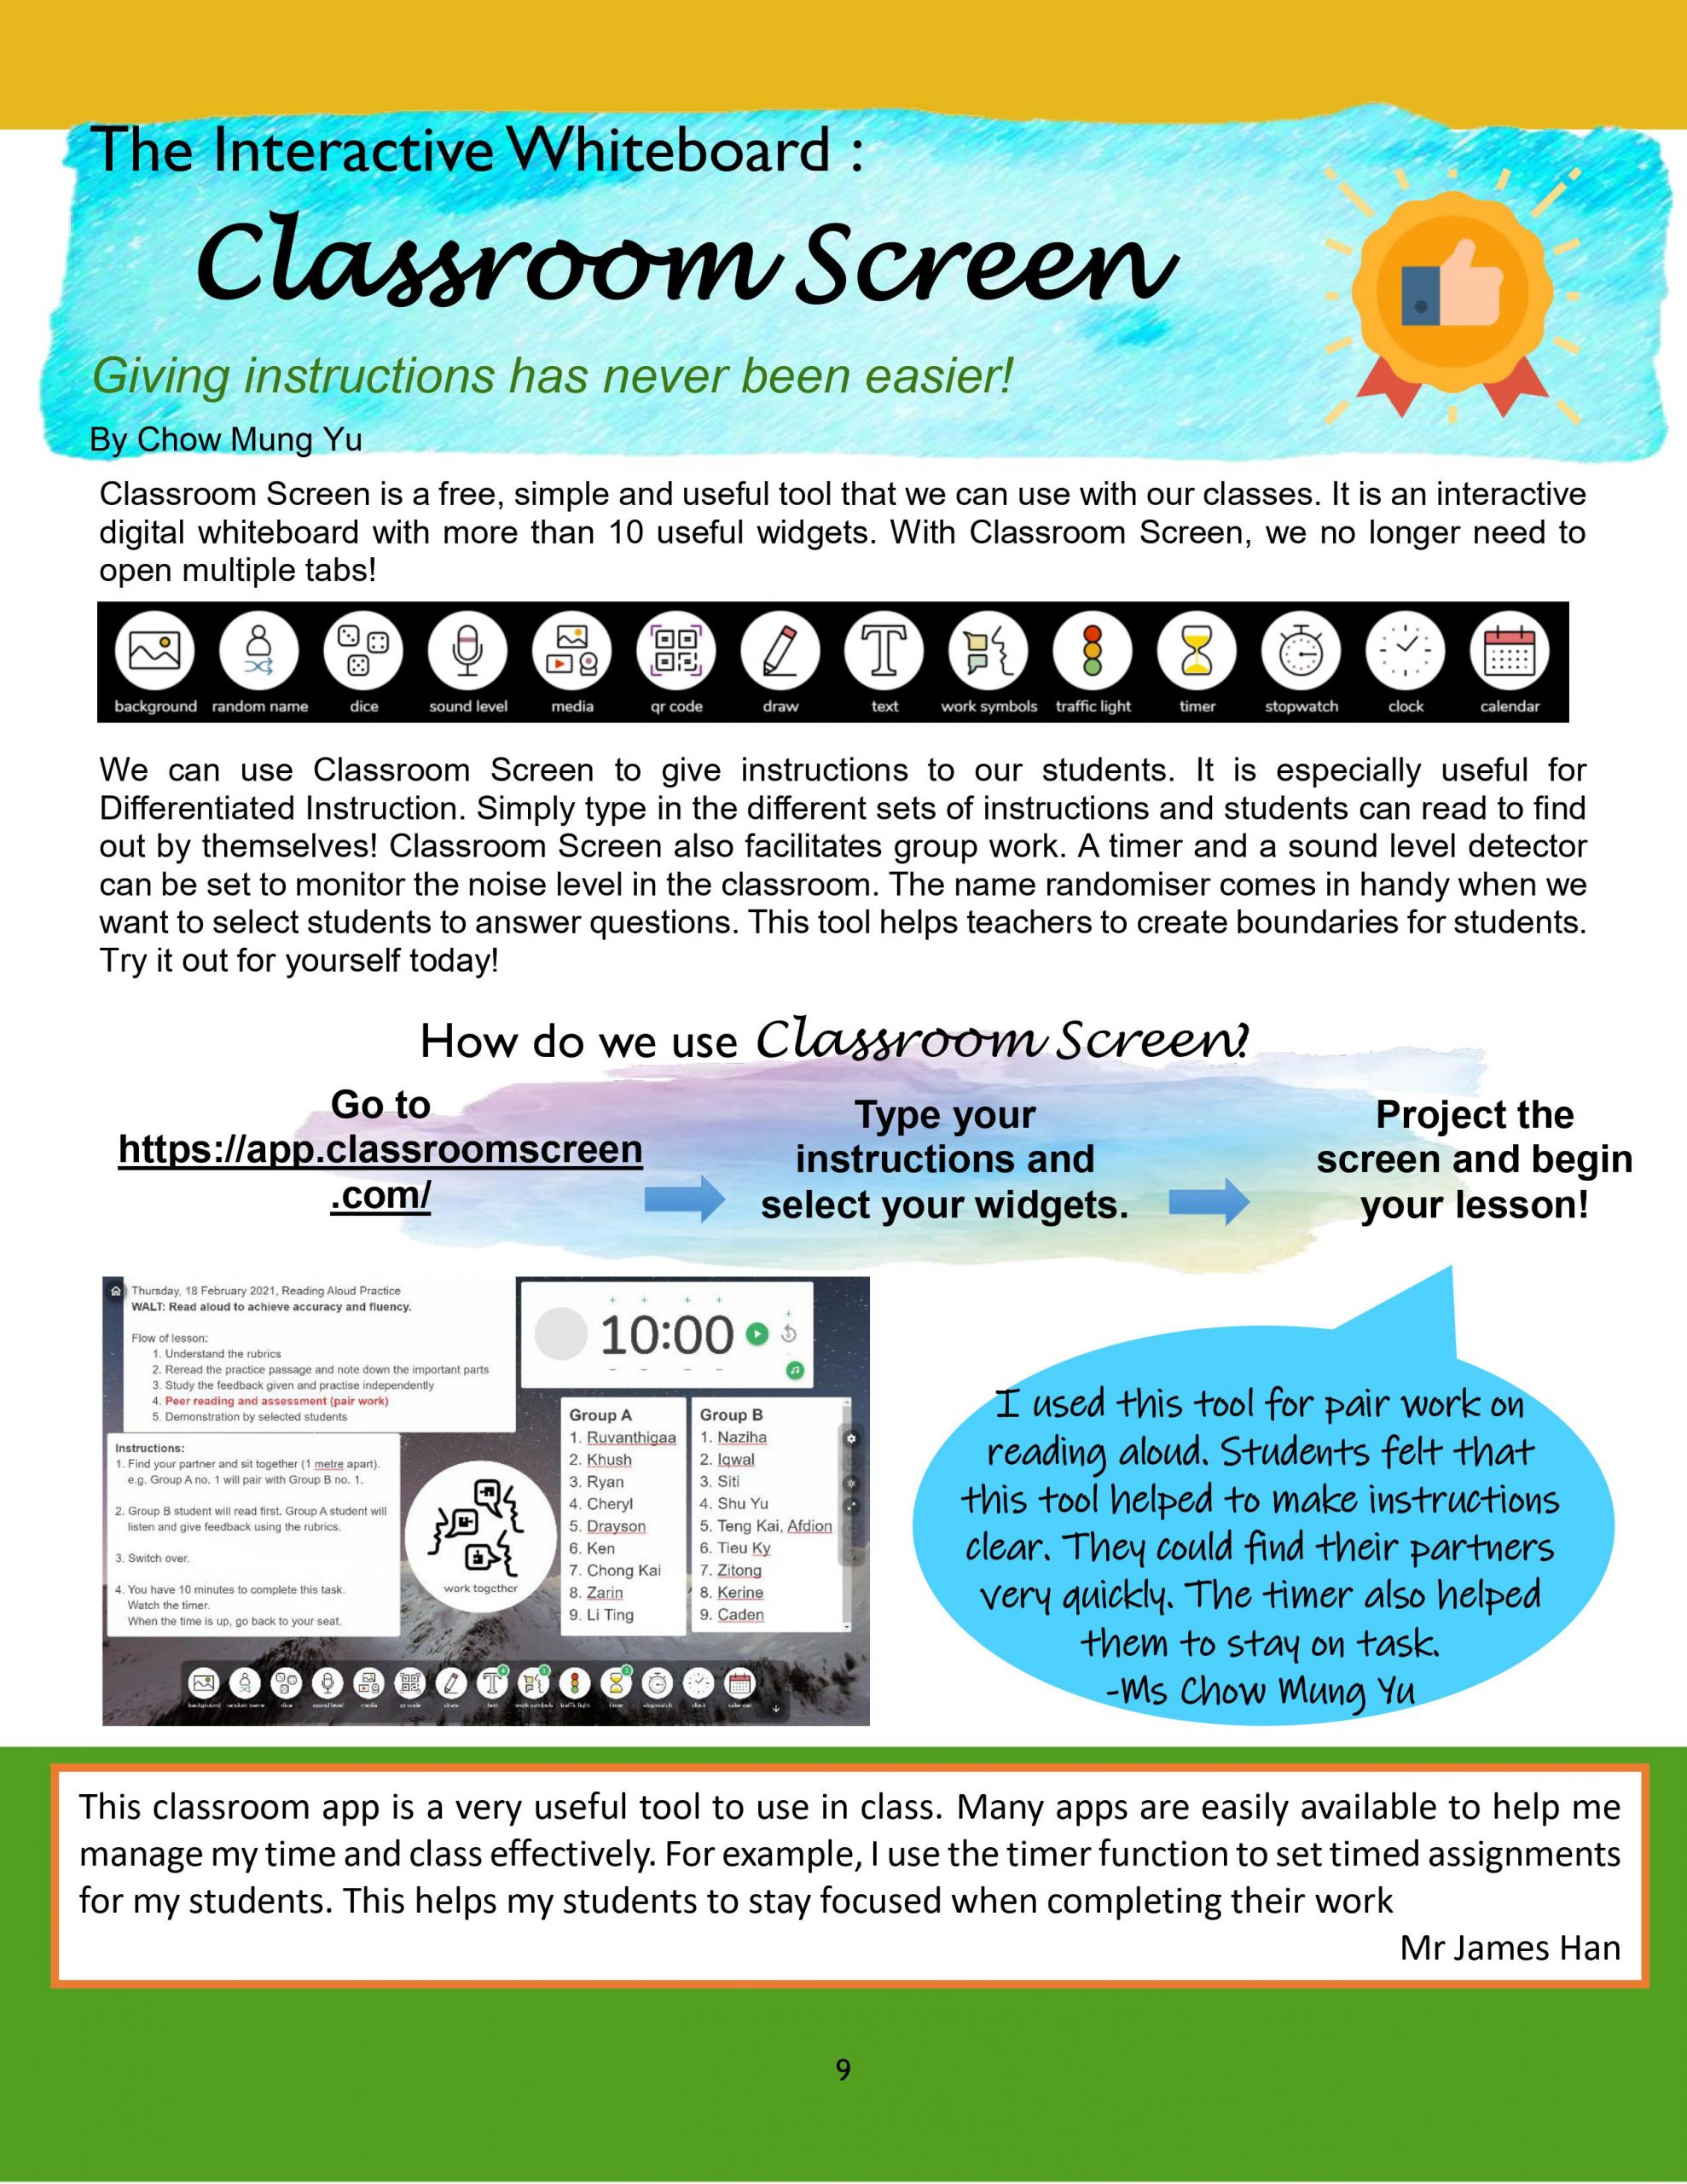 The Interactive Whiteboard :
Classroom Screen
Giving instructions has never been easier!
By Chow Mung Yu
Classroom Screen is a free, simple and useful tool that we can use with our classes. It is an interactive
digital whiteboard with more than 10 useful widgets. With Classroom Screen, we no longer need to
open multiple tabs!
background random name dice sound level media qr code draw text work symbols traffic light timer stopwatch clock calendar
We can use Classroom Screen to give instructions to our students. It is especially useful for
Differentiated Instruction. Simply type in the different sets of instructions and students can read to find
out by themselves! Classroom Screen also facilitates group work. A timer and a sound level detector
can be set to monitor the noise level in the classroom. The name randomiser comes in handy when we
want to select students to answer questions. This tool helps teachers to create boundaries for students.
Try it out for yourself today!
How do we use Classroom Screen?
Go to
https://app.classroomscreen
.com/
Type your
instructions and
select your widgets.
Project the
screen and begin
your lesson!
Thursday, 18 February 2021, Reading Aloud Practice
WALT: Read aloud to achieve accuracy and fluency.
Flow of lesson:
1. Understand the rubrics
2. Reread the practice passage and note down the important parts
3. Study the feedback given and practise independently
4. Peer reading and assessment (pair work)
5. Demonstration by selected students
10:00
Instructions:
1. Find your partner and sit together (1 metre apart).
e.g. Group A no. 1 will pair with Group B no. 1.
2. Group B student will read first. Group A student will
listen and give feedback using the rubrics.
3. Switch over.
4. You have 10 minutes to complete this task.
Watch the timer.
When the time is up, go back to your seat.
work together
Group A
1. Ruvanthigaa
2. Khush
3. Ryan
4. Cheryl
5. Drayson
6. Ken
7. Chong Kai
8. Zarin
9. Li Ting
Group B
1. Naziha
2. Iqwal
3. Siti
4. Shu Yu
5. Teng Kai, Afdion
6. Tieu Ky
7. Zitong
8. Kerine
9. Caden
background random name dice sound level media qr code draw text work symbols traffic light timer stopwatch clock calendar
I used this tool for pair work on
reading aloud. Students felt that
this tool helped to make instructions
clear. They could find their partners
very quickly. The timer also helped
them to stay on task.
-Ms Chow Mung Yu
This classroom app is a very useful tool to use in class. Many apps are easily available to help me
manage my time and class effectively. For example, I use the timer function to set timed assignments
for my students. This helps my students to stay focused when completing their work
Mr James Han
9